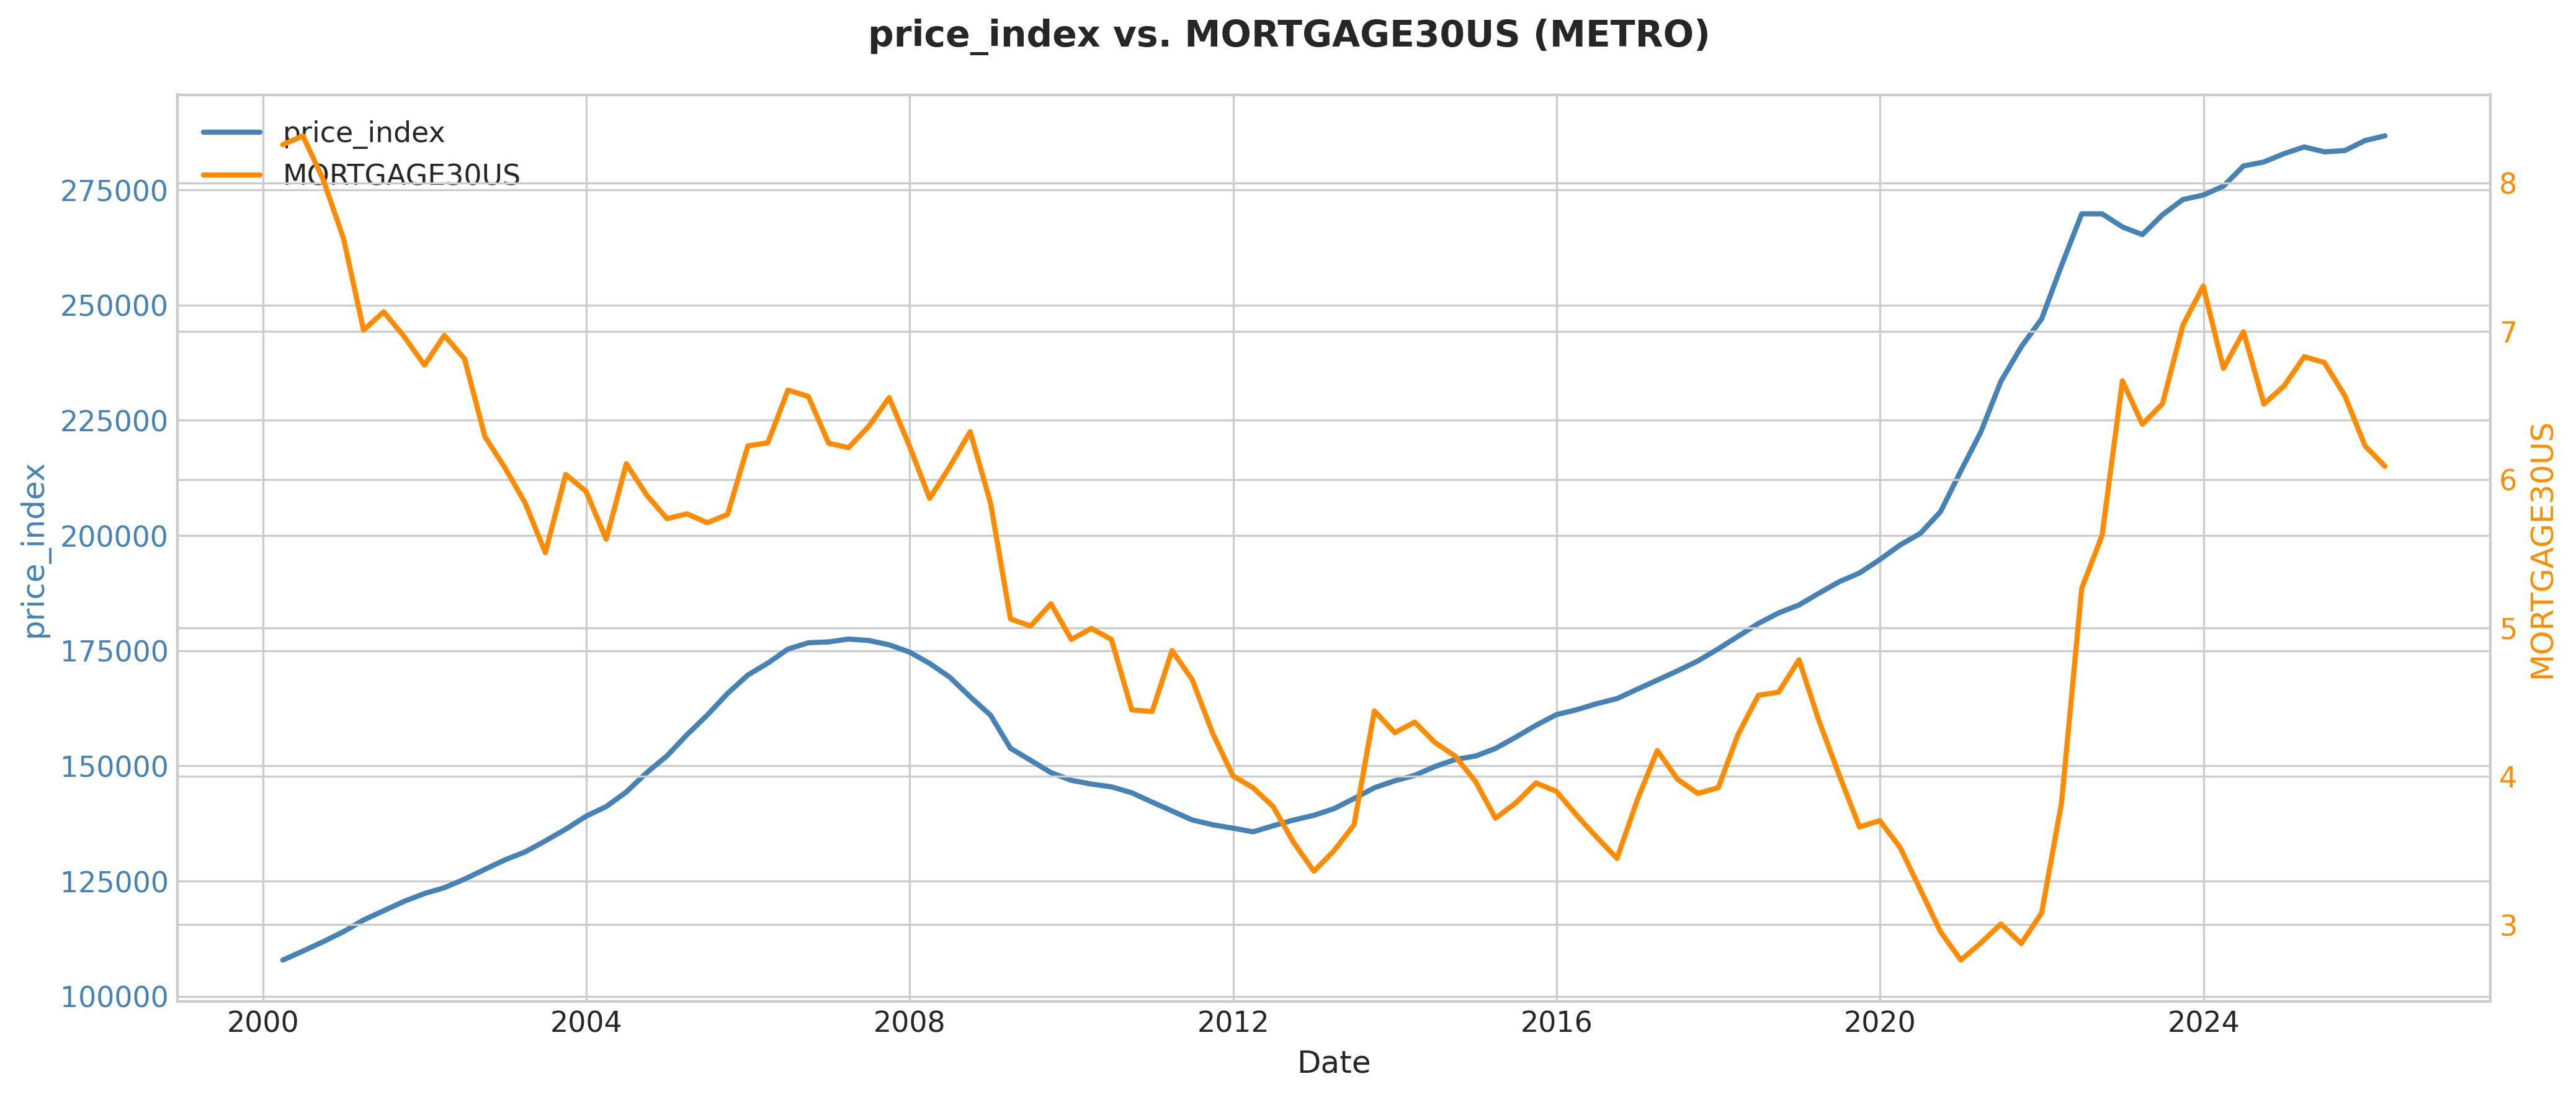 price_index vs. MORTGAGE30US (METRO)
price_index
MORTGAGE30US
275000
250000
225000
200000
175000
150000
125000
100000
price_index
8
7
6
5
4
3
MORTGAGE30US
2000 2004 2008 2012 2016 2020 2024
Date